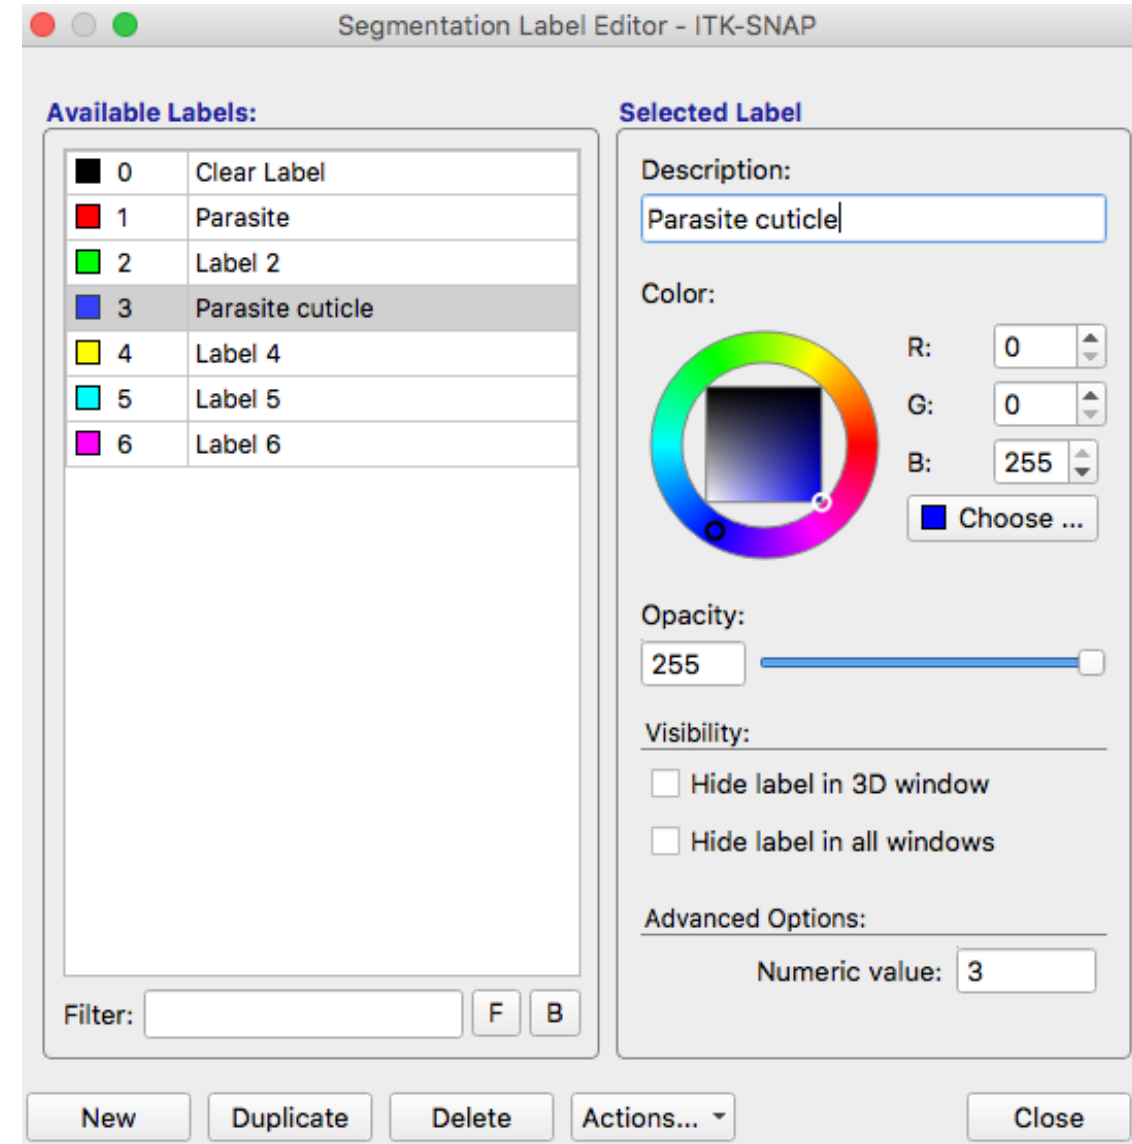 Segmentation Label Editor - ITK-SNAP
Available Labels:
0 Clear Label
1 Parasite
2 Label 2
3 Parasite cuticle
4 Label 4
5 Label 5
6 Label 6
Filter: F B
Selected Label
Description:
Parasite cuticle
Color:
R: 0
G: 0
B: 255
Choose ...
Opacity:
255
Visibility:
Hide label in 3D window
Hide label in all windows
Advanced Options:
Numeric value: 3
New Duplicate Delete Actions... Close